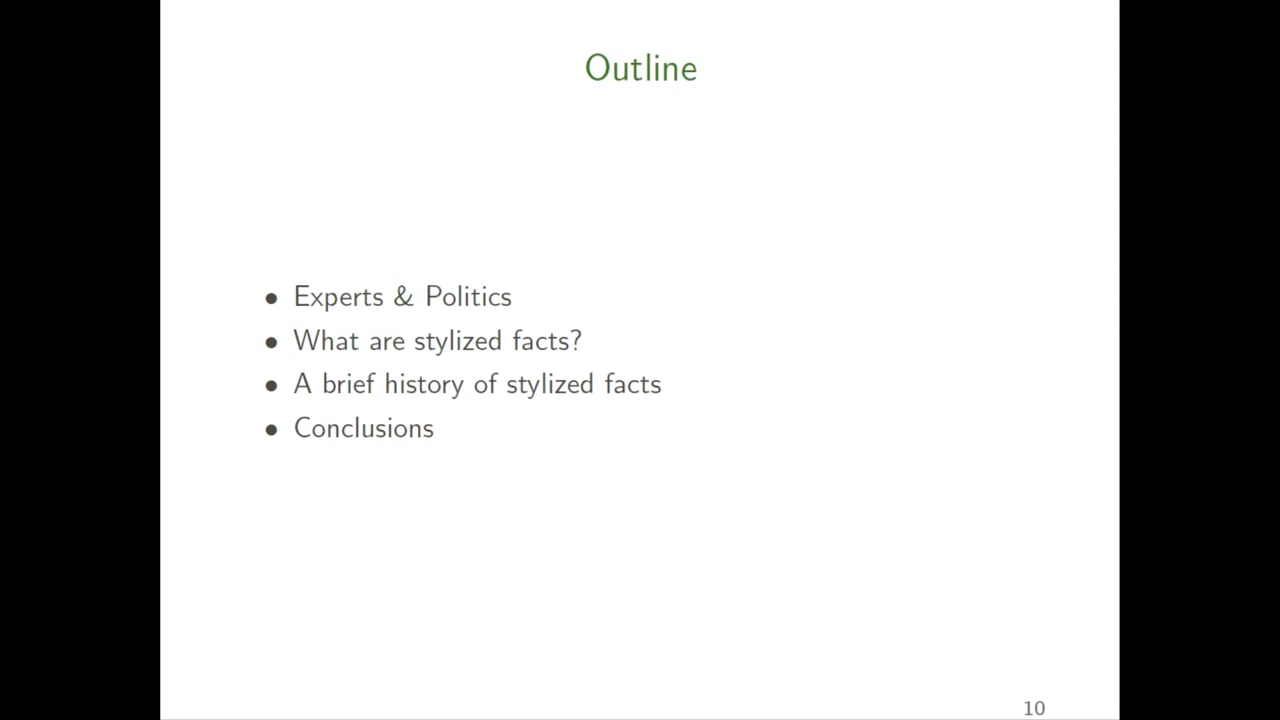 Outline
• Experts & Politics
• What are stylized facts?
• A brief history of stylized facts
• Conclusions
10